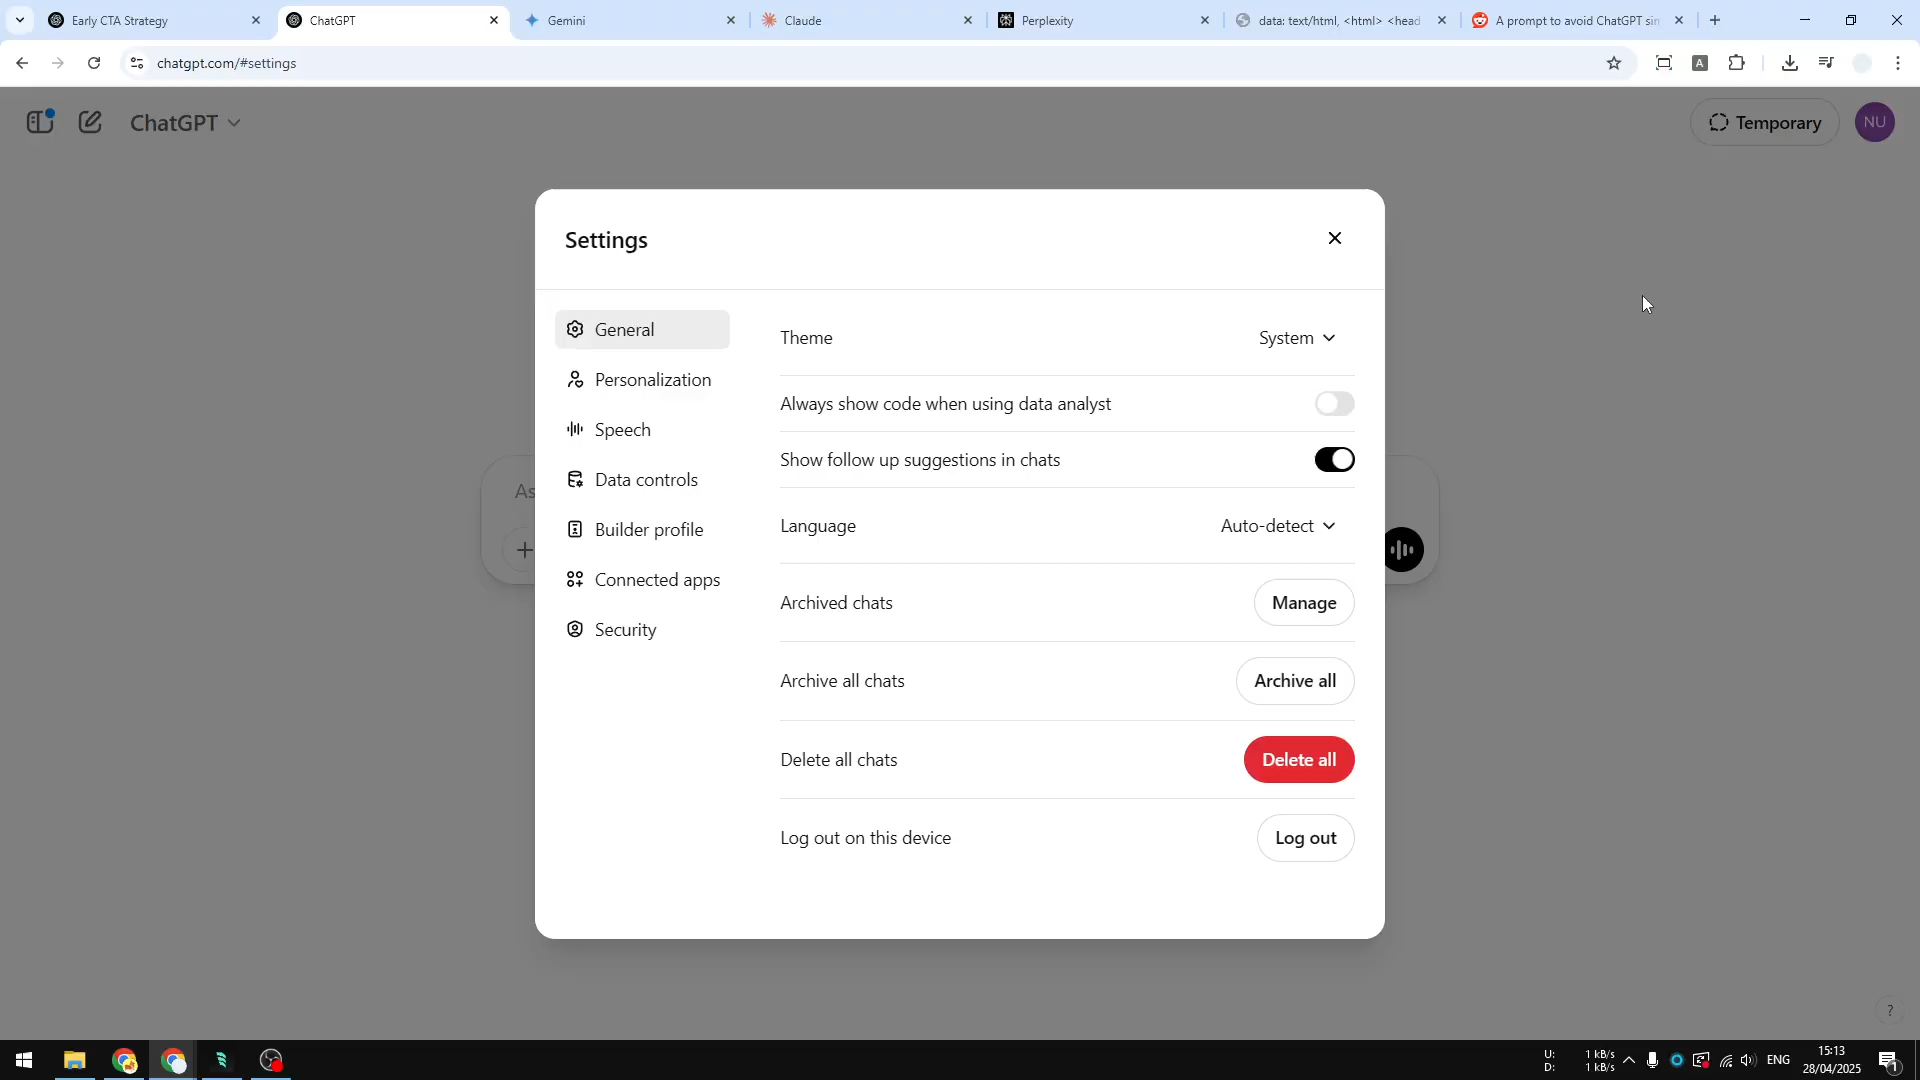 Early CTA Strategy
ChatGPT
Gemini
Claude
Perplexity
data: text/html, <html> <head
A prompt to avoid ChatGPT sim
chatgpt.com/#settings
A
ChatGPT
Temporary
NU
Settings
General
Personalization
Speech
Data controls
Builder profile
Connected apps
Security
Theme
System
Always show code when using data analyst
Show follow up suggestions in chats
Language
Auto-detect
Archived chats
Manage
Archive all chats
Archive all
Delete all chats
Delete all
Log out on this device
Log out
As
?
U: 1 kB/s
D: 1 kB/s
ENG
15:13
28/04/2025
1